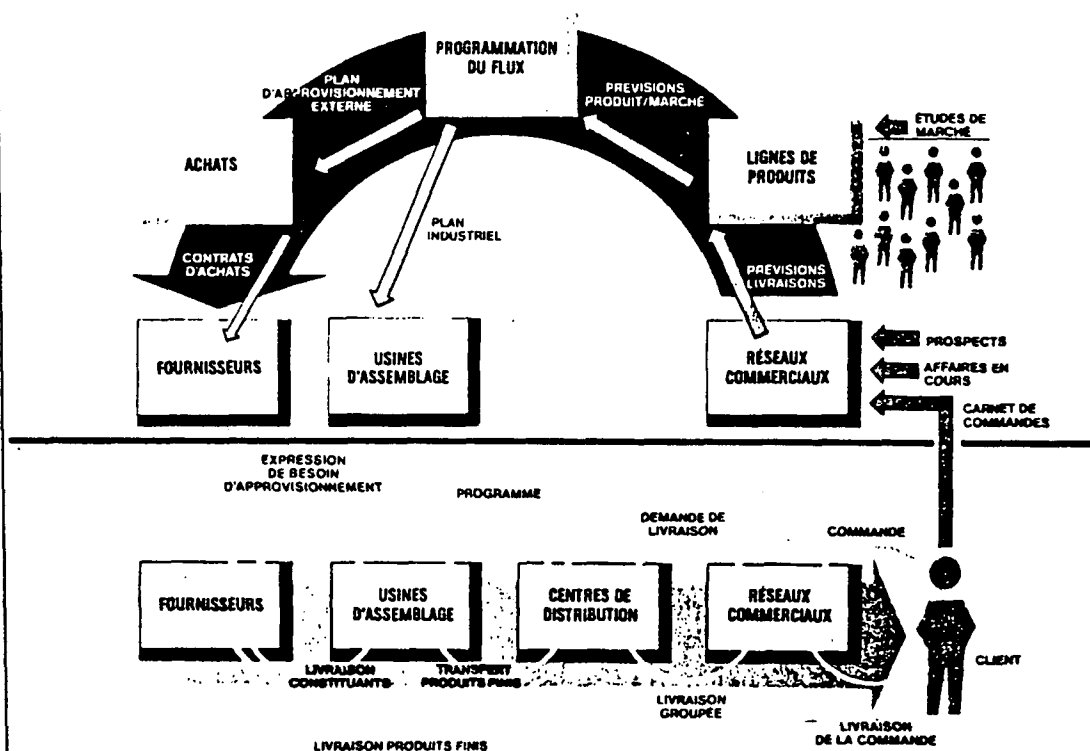 PROGRAMMATION
DU FLUX
PLAN
D'APPROVISIONNEMENT
EXTERNE
PREVISIONS
PRODUIT/MARCHÉ
ÉTUDES DE
MARCHÉ
ACHATS
LIGNES DE
PRODUITS
PLAN
INDUSTRIEL
CONTRATS
D'ACHATS
PRÉVISIONS
LIVRAISONS
FOURNISSEURS
USINES
D'ASSEMBLAGE
RÉSEAUX
COMMERCIAUX
PROSPECTS
AFFAIRES EN
COURS
CARNET DE
COMMANDES
EXPRESSION
DE BESOIN
D'APPROVISIONNEMENT
PROGRAMME
DEMANDE DE
LIVRAISON
COMMANDE
FOURNISSEURS
USINES
D'ASSEMBLAGE
CENTRES DE
DISTRIBUTION
RÉSEAUX
COMMERCIAUX
CLIENT
LIVRAISON
CONSTITUANTS
TRANSFERT
PRODUITS FINIS
LIVRAISON
GROUPÉE
LIVRAISON
DE LA COMMANDE
LIVRAISON PRODUITS FINIS